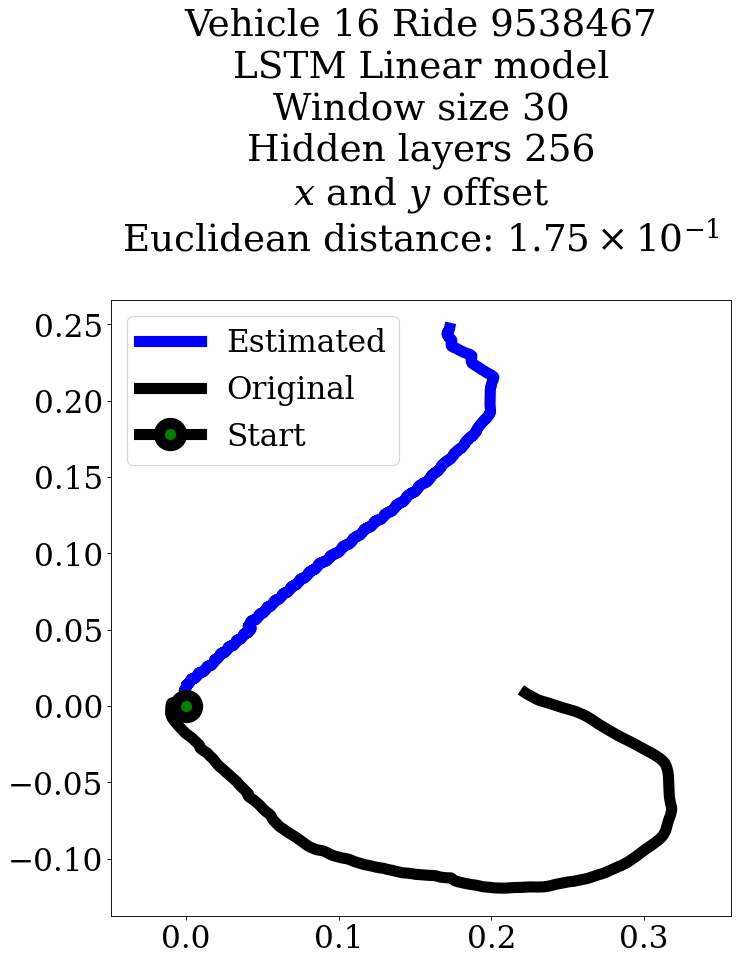 Vehicle 16 Ride 9538467
LSTM Linear model
Window size 30
Hidden layers 256
x and y offset
Euclidean distance: 1.75 × 10⁻¹
Estimated
Original
Start
0.25
0.20
0.15
0.10
0.05
0.00
−0.05
−0.10
0.0 0.1 0.2 0.3